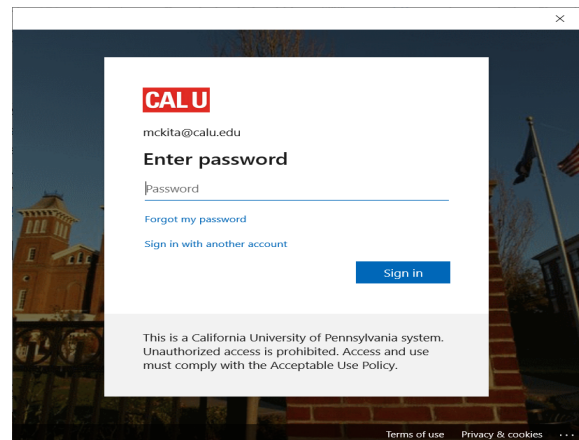 CAL U
mckita@calu.edu
Enter password
Password
Forgot my password
Sign in with another account
Sign in
This is a California University of Pennsylvania system.
Unauthorized access is prohibited. Access and use
must comply with the Acceptable Use Policy.
Terms of use Privacy & cookies ...